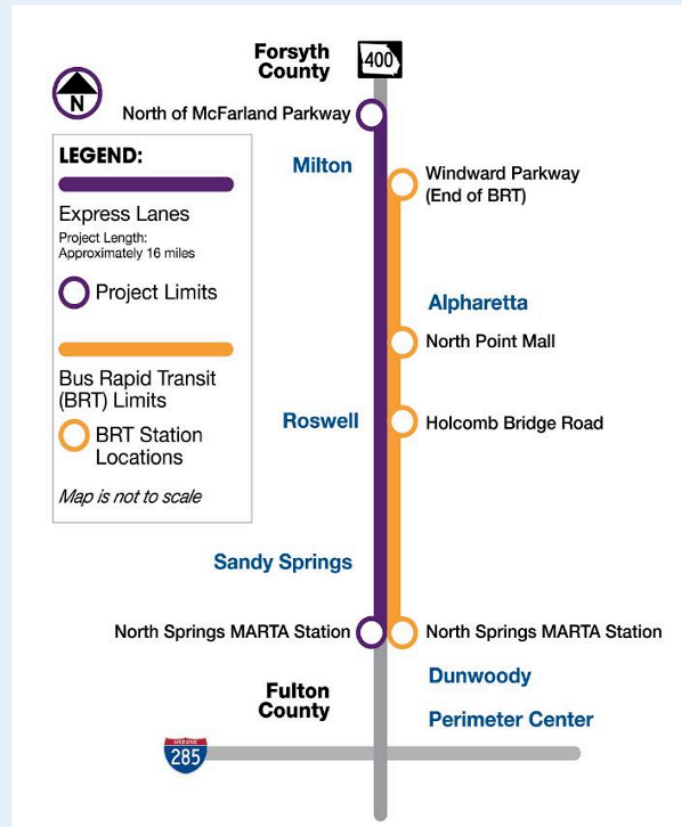 Forsyth
County
400
N
North of McFarland Parkway
LEGEND:
Express Lanes
Project Length:
Approximately 16 miles
Project Limits
Bus Rapid Transit
(BRT) Limits
BRT Station
Locations
Map is not to scale
Milton
Windward Parkway
(End of BRT)
Alpharetta
North Point Mall
Roswell
Holcomb Bridge Road
Sandy Springs
North Springs MARTA Station
North Springs MARTA Station
Dunwoody
Fulton
County
Perimeter Center
INTERSTATE
285